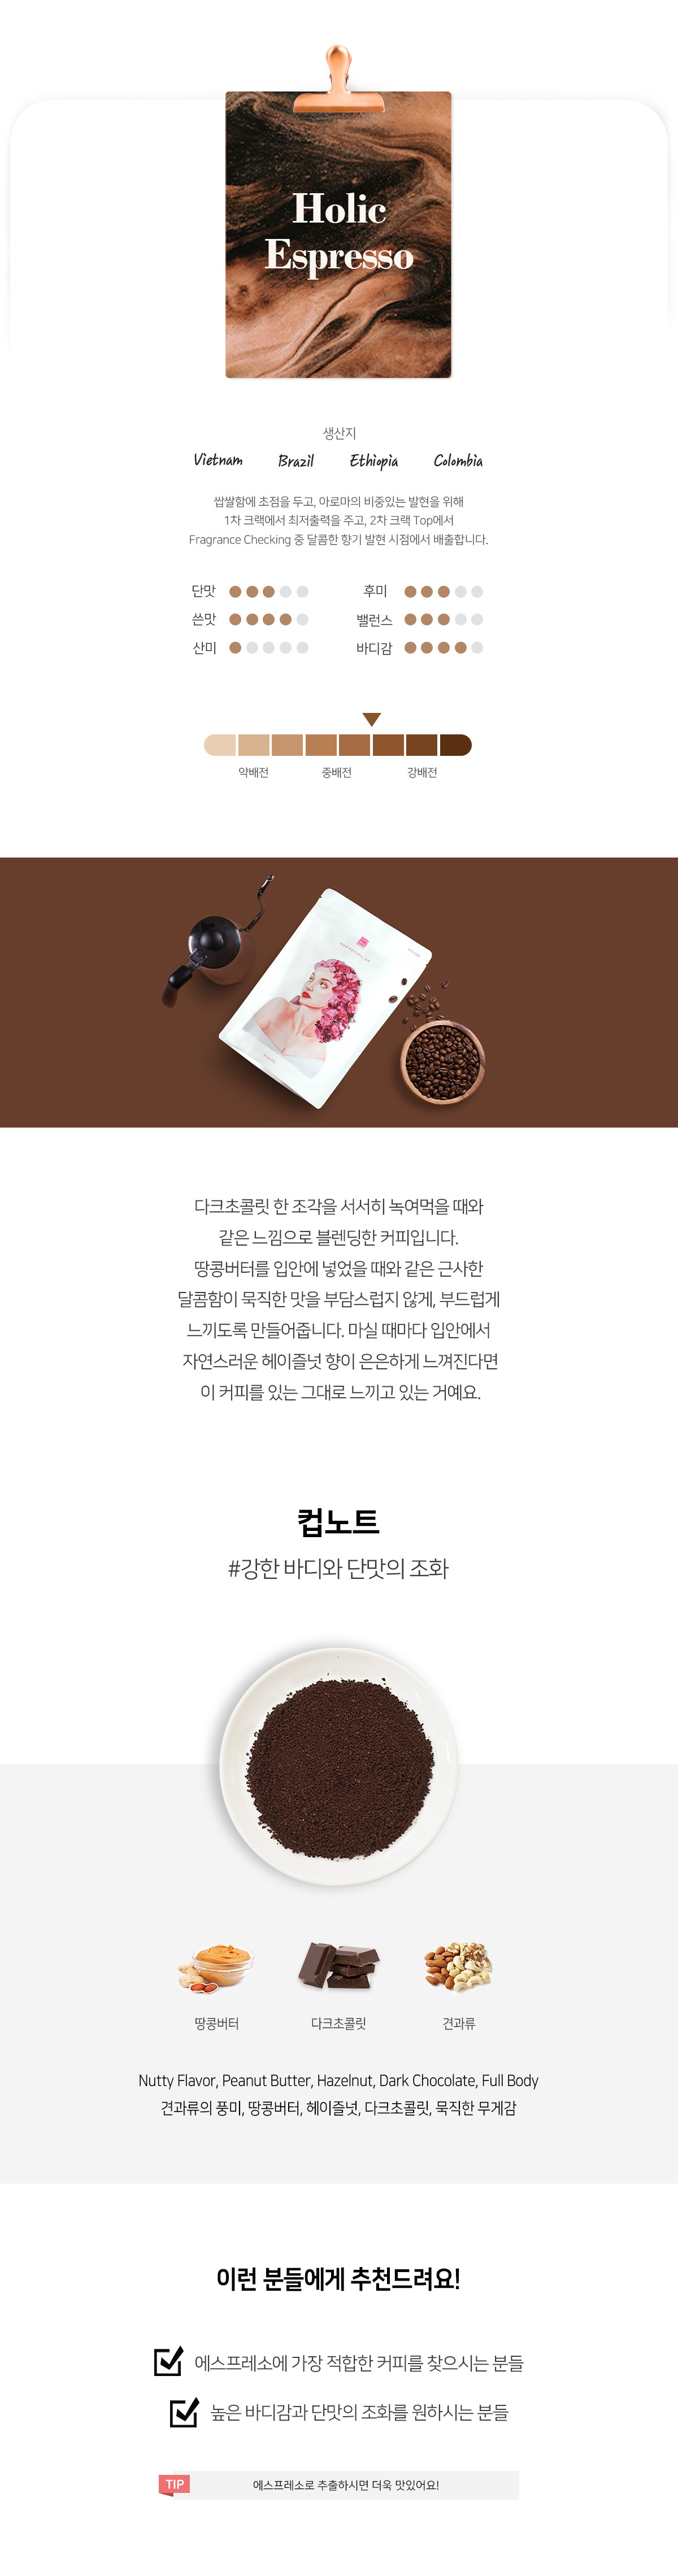 Holic
Espresso
생산지
Vietnam Brazil Ethiopia Colombia
쌉쌀함에 초점을 두고, 아로마의 비중있는 발현을 위해
1차 크랙에서 최저출력을 주고, 2차 크랙 Top에서
Fragrance Checking 중 달콤한 향기 발현 시점에서 배출합니다.
단맛 후미
쓴맛 밸런스
산미 바디감
약배전 중배전 강배전
다크초콜릿 한 조각을 서서히 녹여먹을 때와
같은 느낌으로 블렌딩한 커피입니다.
땅콩버터를 입안에 넣었을 때와 같은 근사한
달콤함이 묵직한 맛을 부담스럽지 않게, 부드럽게
느끼도록 만들어줍니다. 마실 때마다 입안에서
자연스러운 헤이즐넛 향이 은은하게 느껴진다면
이 커피를 있는 그대로 느끼고 있는 거예요.
컵노트
#강한 바디와 단맛의 조화
땅콩버터 다크초콜릿 견과류
Nutty Flavor, Peanut Butter, Hazelnut, Dark Chocolate, Full Body
견과류의 풍미, 땅콩버터, 헤이즐넛, 다크초콜릿, 묵직한 무게감
이런 분들에게 추천드려요!
에스프레소에 가장 적합한 커피를 찾으시는 분들
높은 바디감과 단맛의 조화를 원하시는 분들
TIP 에스프레소로 추출하시면 더욱 맛있어요!